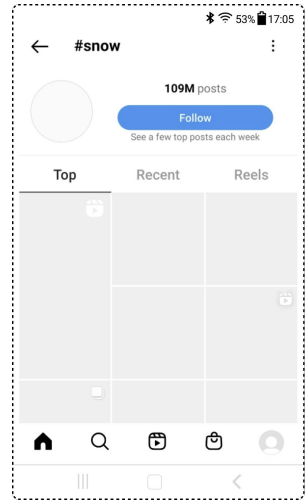 53% 17:05
#snow
109M posts
Follow
See a few top posts each week
Top Recent Reels